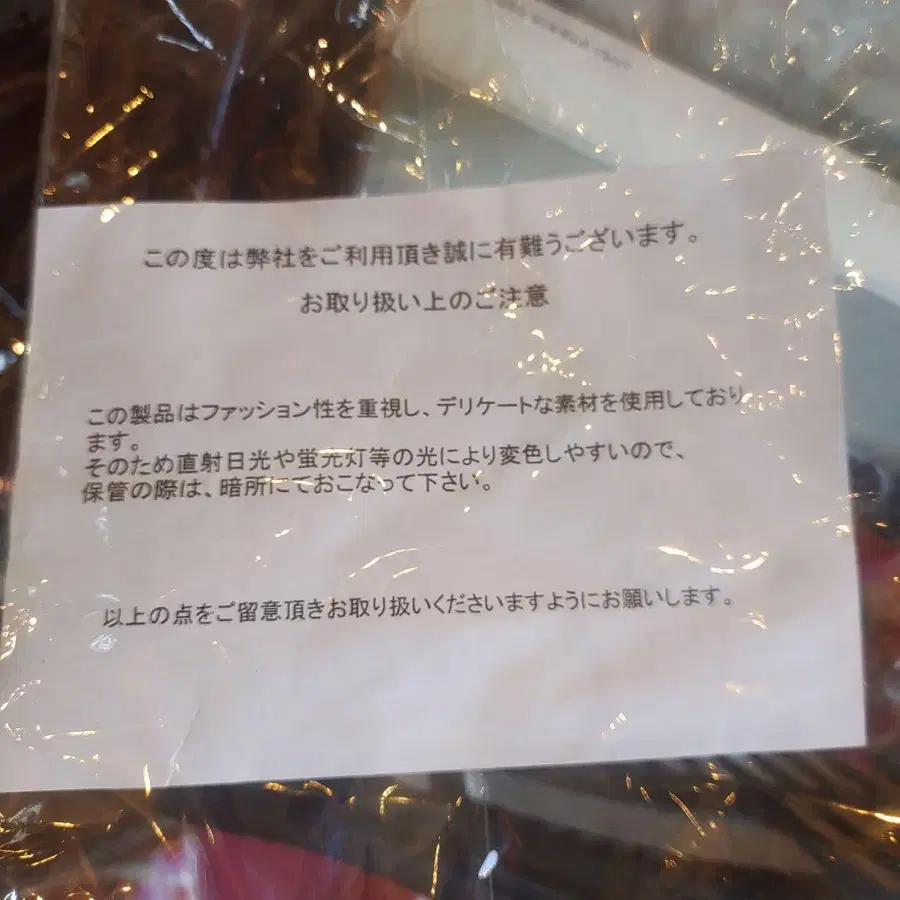 この度は弊社をご利用頂き誠に有難うございます。
お取り扱い上のご注意
この製品はファッション性を重視し、デリケートな素材を使用しており
ます。
そのため直射日光や蛍光灯等の光により変色しやすいので、
保管の際は、暗所にておこなって下さい。
以上の点をご留意頂きお取り扱いくださいますようにお願いします。